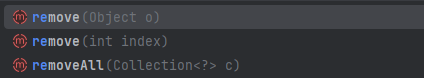 remove(Object o)
remove(int index)
removeAll(Collection<?> c)